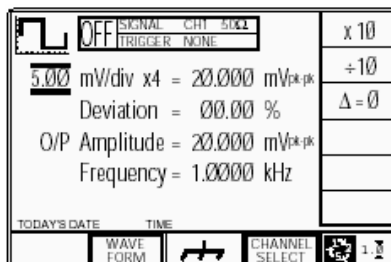 OFF SIGNAL CH1 50Ω
TRIGGER NONE
5.00 mV/div x4 = 20.000 mVpk-pk
Deviation = 00.00 %
O/P Amplitude = 20.000 mVpk-pk
Frequency = 1.0000 kHz
x 10
÷10
Δ = 0
TODAY'S DATE TIME
WAVE FORM
CHANNEL SELECT
1.